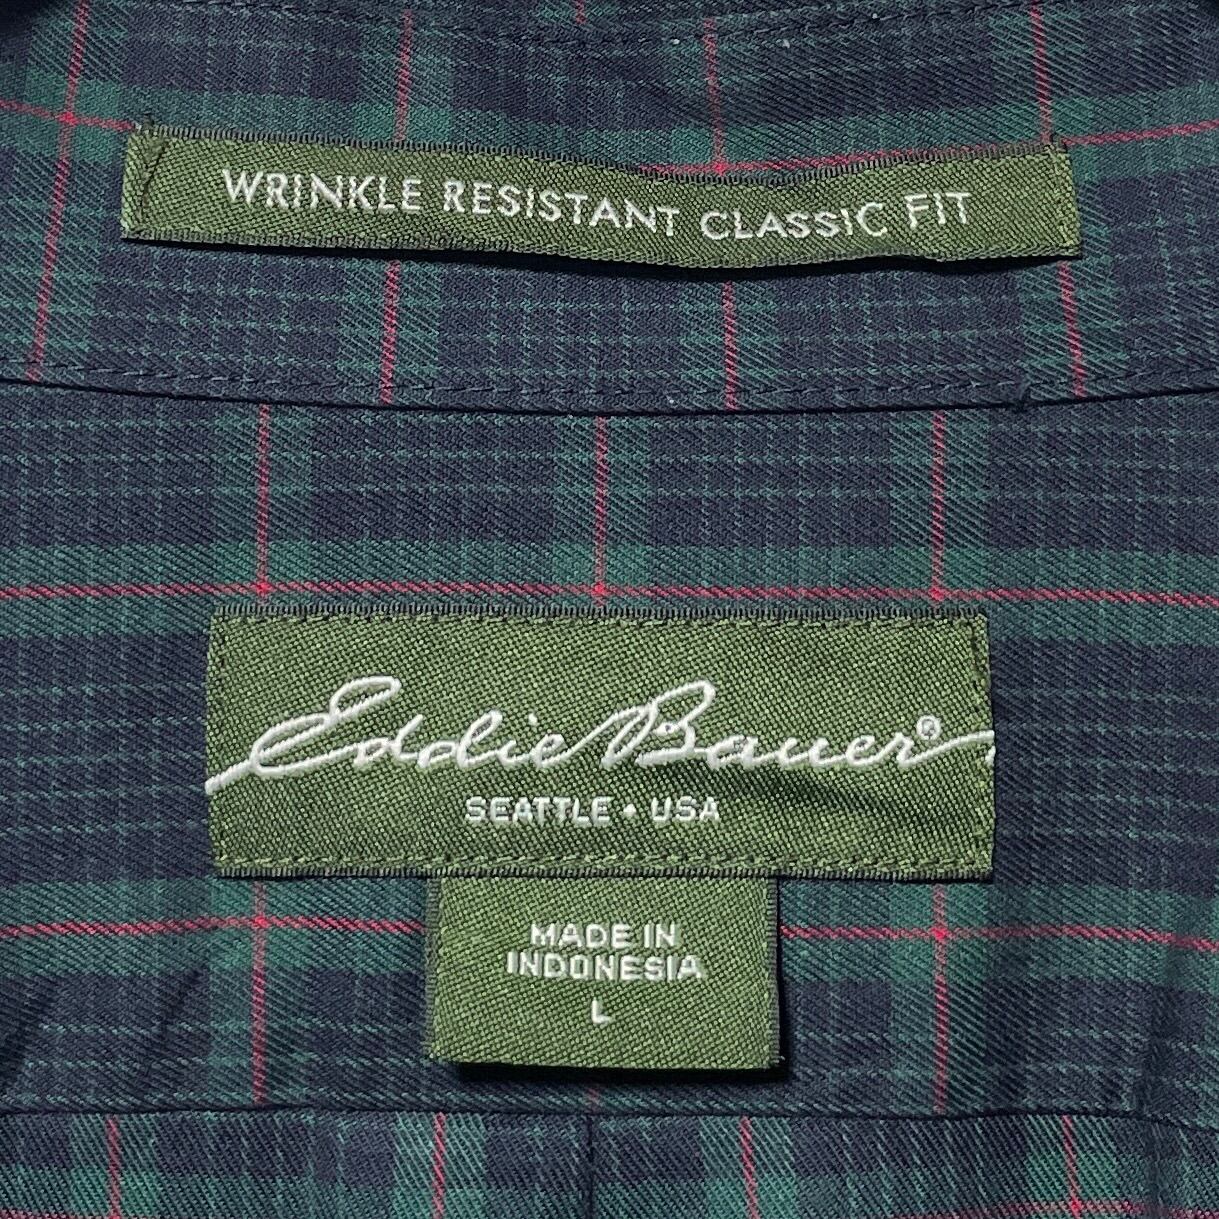 WRINKLE RESISTANT CLASSIC FIT
Eddie Bauer®
SEATTLE • USA
MADE IN
INDONESIA
L